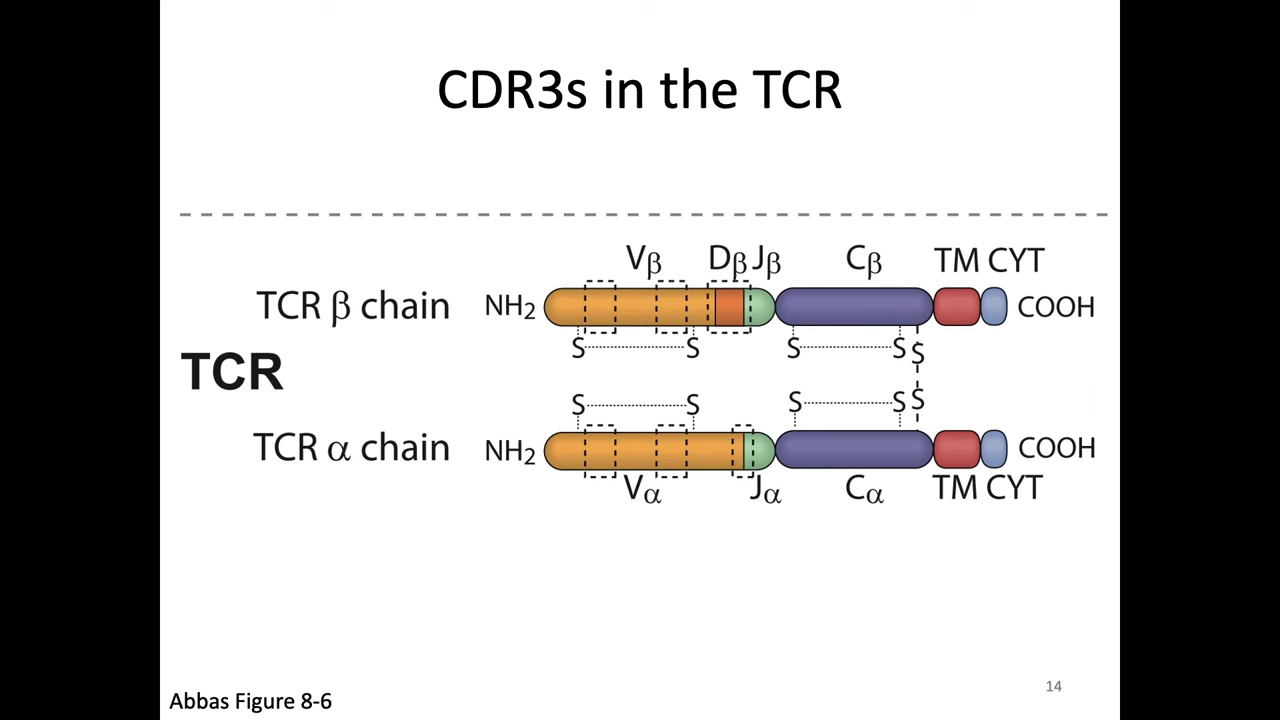 CDR3s in the TCR
Vβ Dβ Jβ Cβ TM CYT
TCR β chain NH2 COOH
S S S S S
TCR
S S S S S
TCR α chain NH2 COOH
Vα Jα Cα TM CYT
14
Abbas Figure 8-6